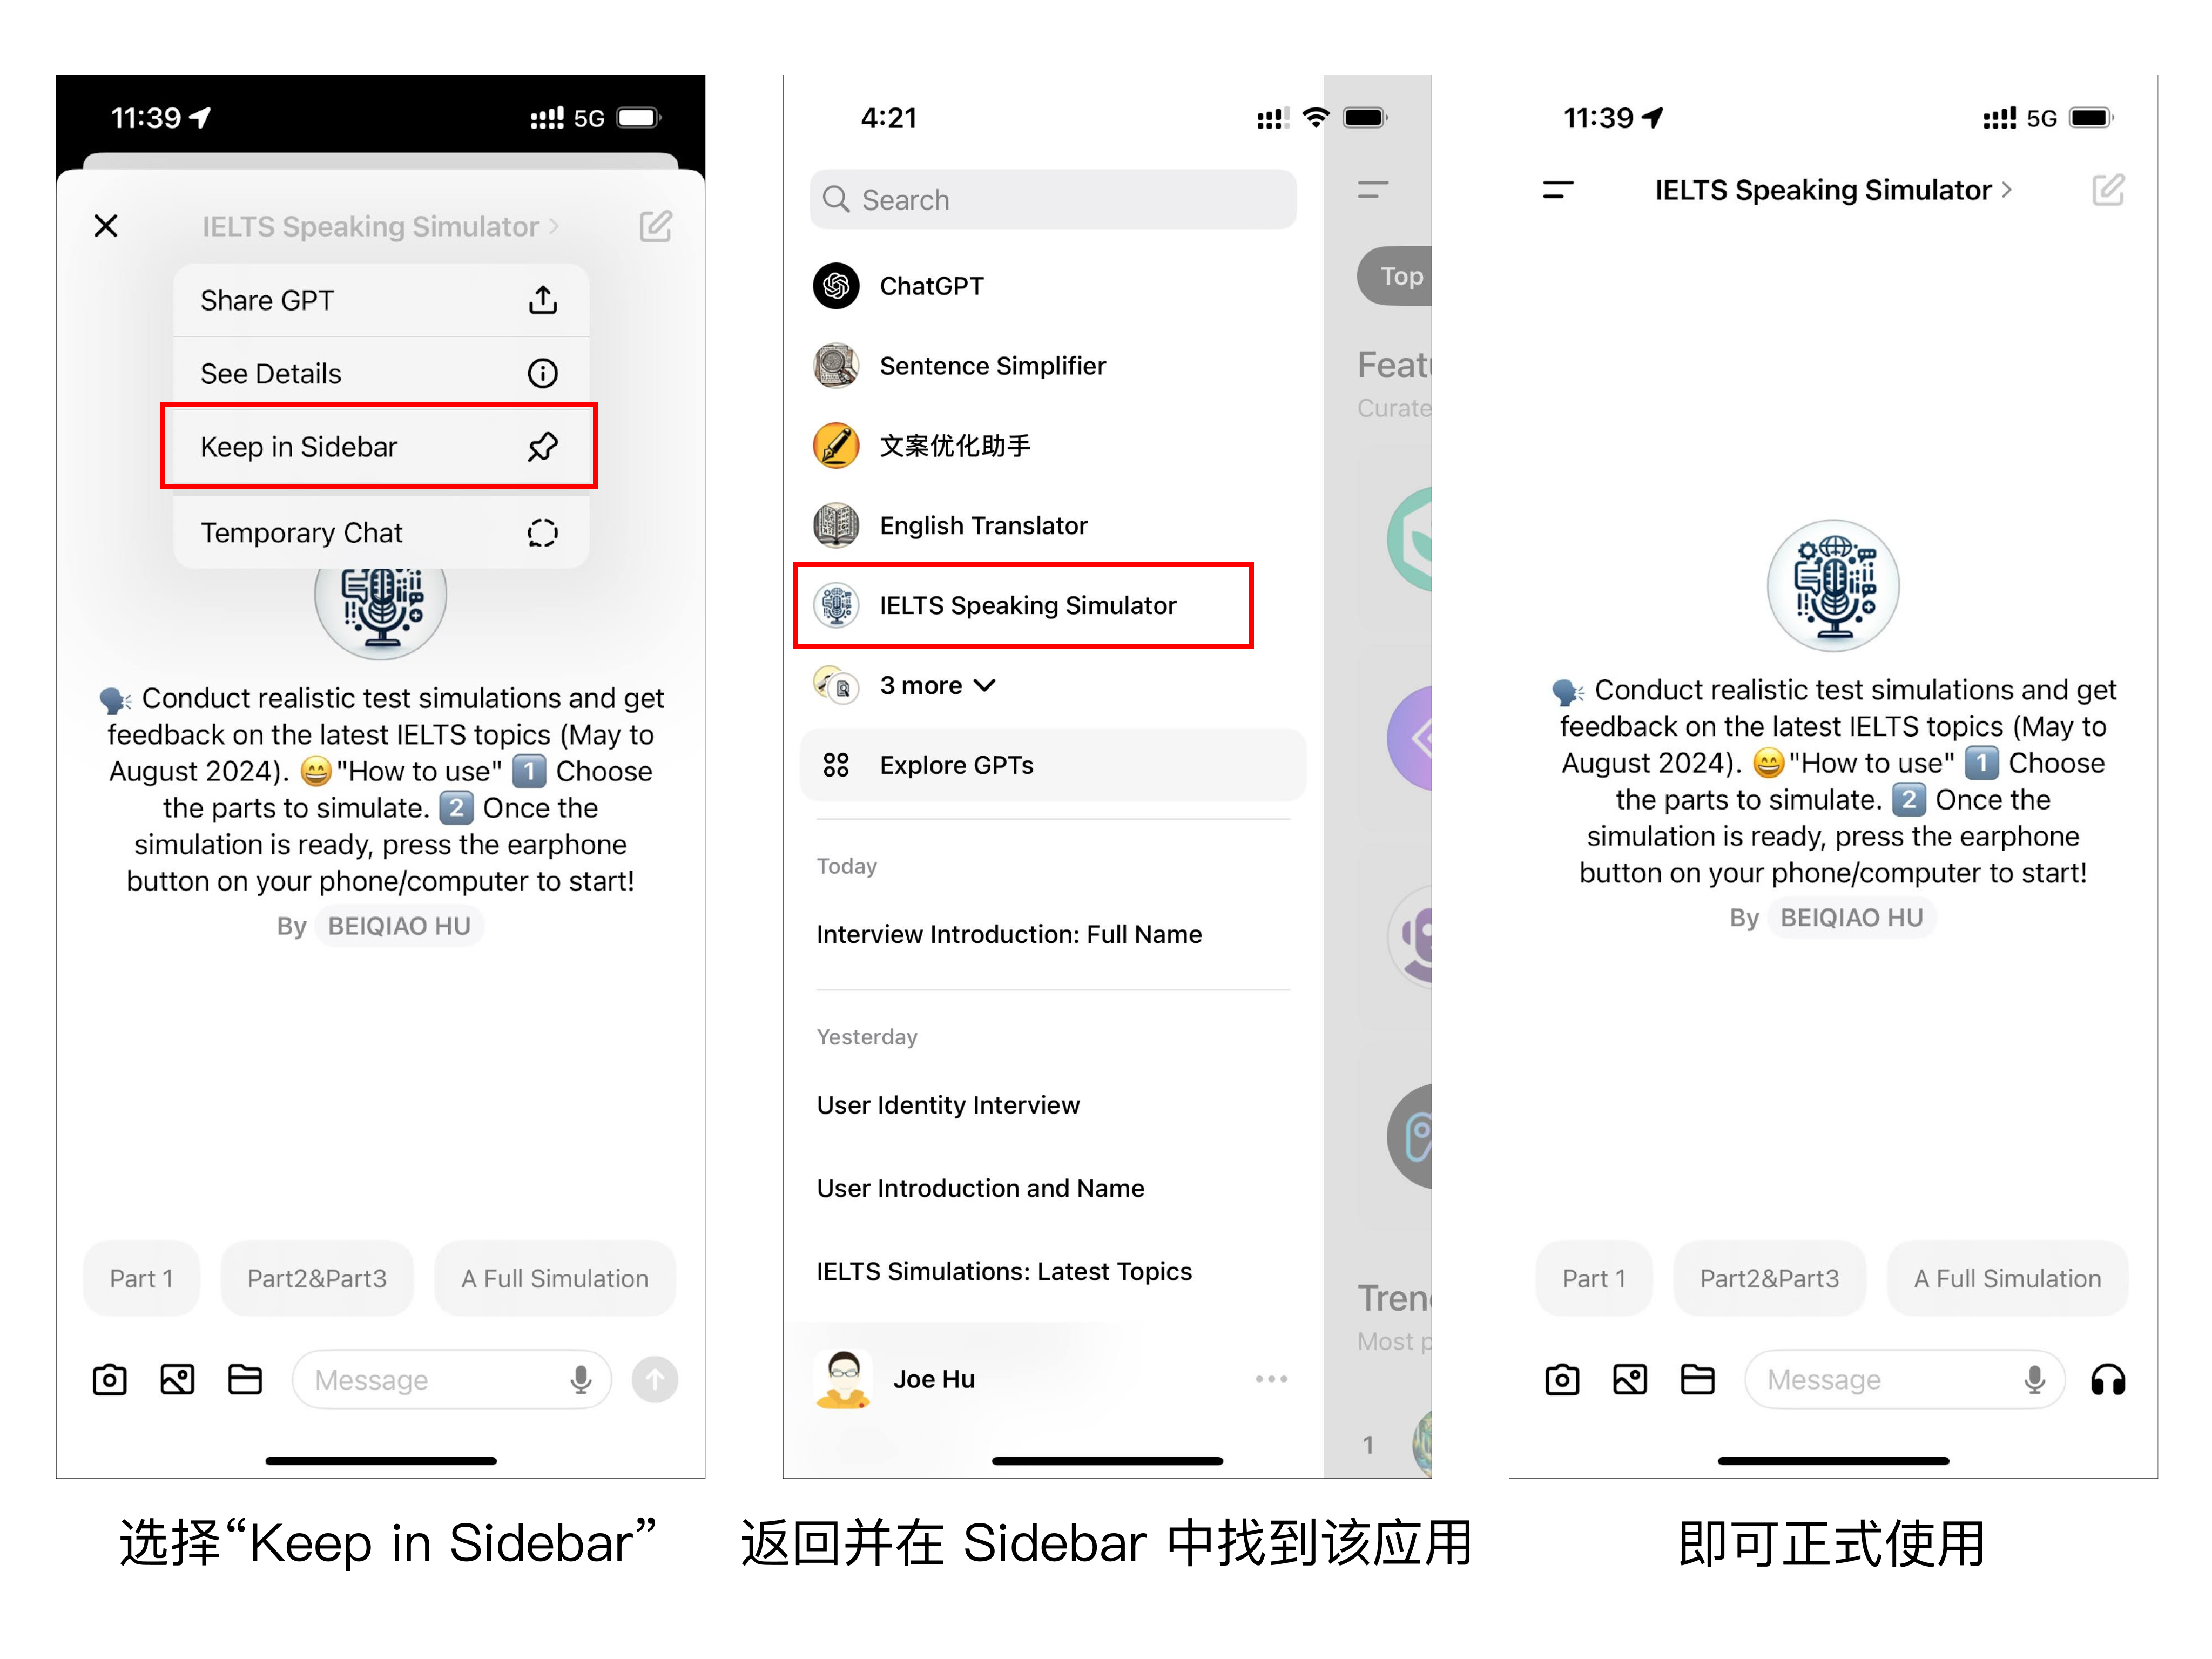 11:39
5G
IELTS Speaking Simulator
Share GPT
See Details
Keep in Sidebar
Temporary Chat
🗣️ Conduct realistic test simulations and get
feedback on the latest IELTS topics (May to
August 2024). 😄"How to use" 1️⃣ Choose
the parts to simulate. 2️⃣ Once the
simulation is ready, press the earphone
button on your phone/computer to start!
By BEIQIAO HU
Part 1
Part2&Part3
A Full Simulation
Message
选择“Keep in Sidebar”
4:21
Search
ChatGPT
Sentence Simplifier
文案优化助手
English Translator
IELTS Speaking Simulator
3 more
Explore GPTs
Today
Interview Introduction: Full Name
Yesterday
User Identity Interview
User Introduction and Name
IELTS Simulations: Latest Topics
Joe Hu
Top
Featu
Curate
Tren
Most p
1
返回并在 Sidebar 中找到该应用
11:39
5G
IELTS Speaking Simulator
🗣️ Conduct realistic test simulations and get
feedback on the latest IELTS topics (May to
August 2024). 😄"How to use" 1️⃣ Choose
the parts to simulate. 2️⃣ Once the
simulation is ready, press the earphone
button on your phone/computer to start!
By BEIQIAO HU
Part 1
Part2&Part3
A Full Simulation
Message
即可正式使用